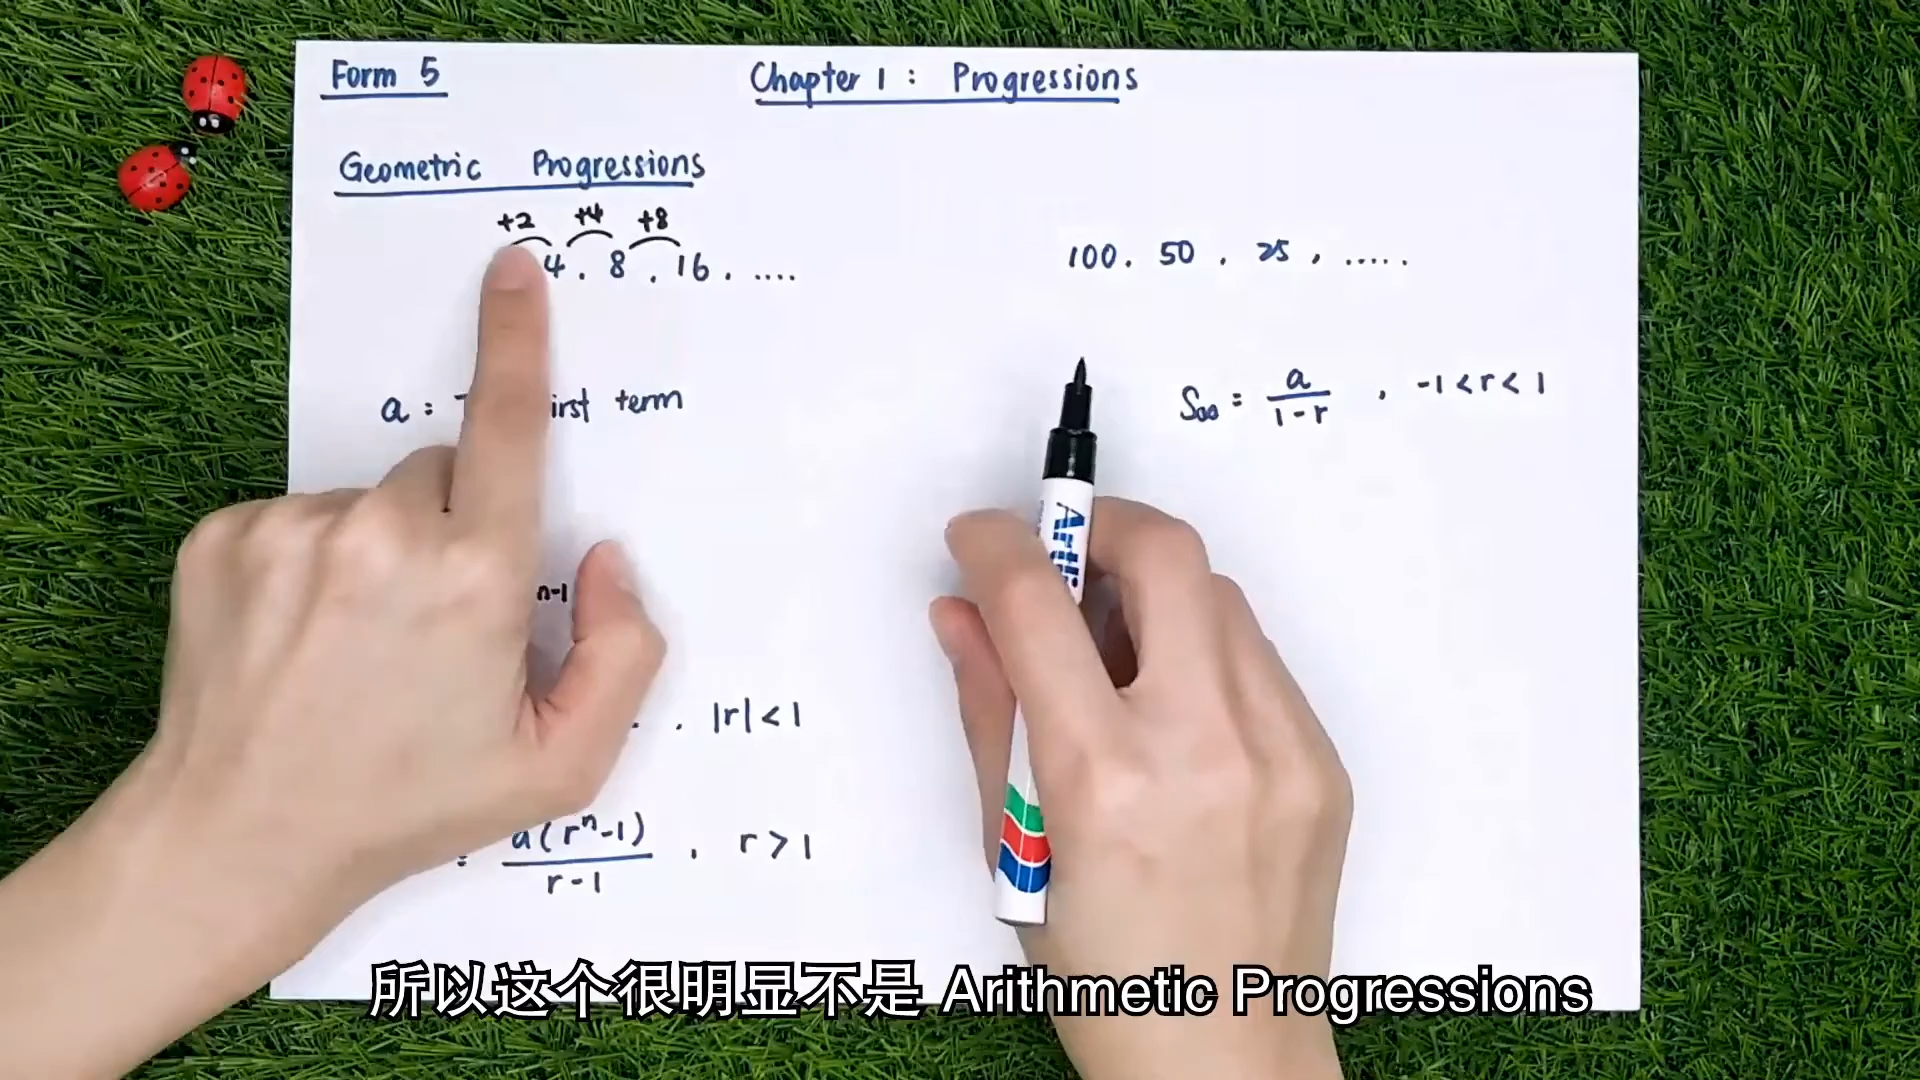 Form 5
Chapter 1 : Progressions
Geometric Progressions
+2 +4 +8
4 . 8 . 16 . ....
100 . 50 . 25 , .....
a : irst term
S∞ = a/(1-r) , -1 < r < 1
n-1
. . |r| < 1
= a(rⁿ-1)/(r-1) , r > 1
所以这个很明显不是 Arithmetic Progressions